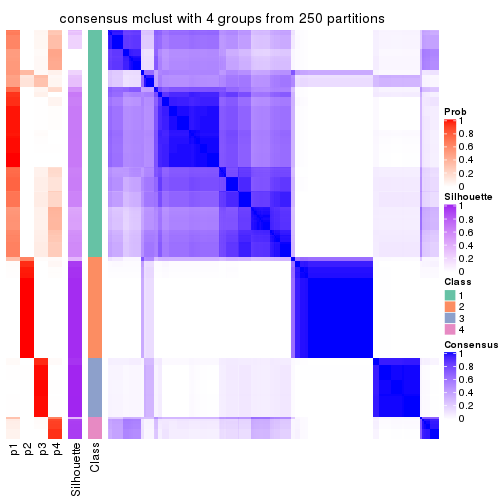 consensus mclust with 4 groups from 250 partitions
Prob
1
0.8
0.6
0.4
0.2
0
Silhouette
1
0.8
0.6
0.4
0.2
0
Class
1
2
3
4
Consensus
1
0.8
0.6
0.4
0.2
0
p1
p2
p3
p4
Silhouette
Class